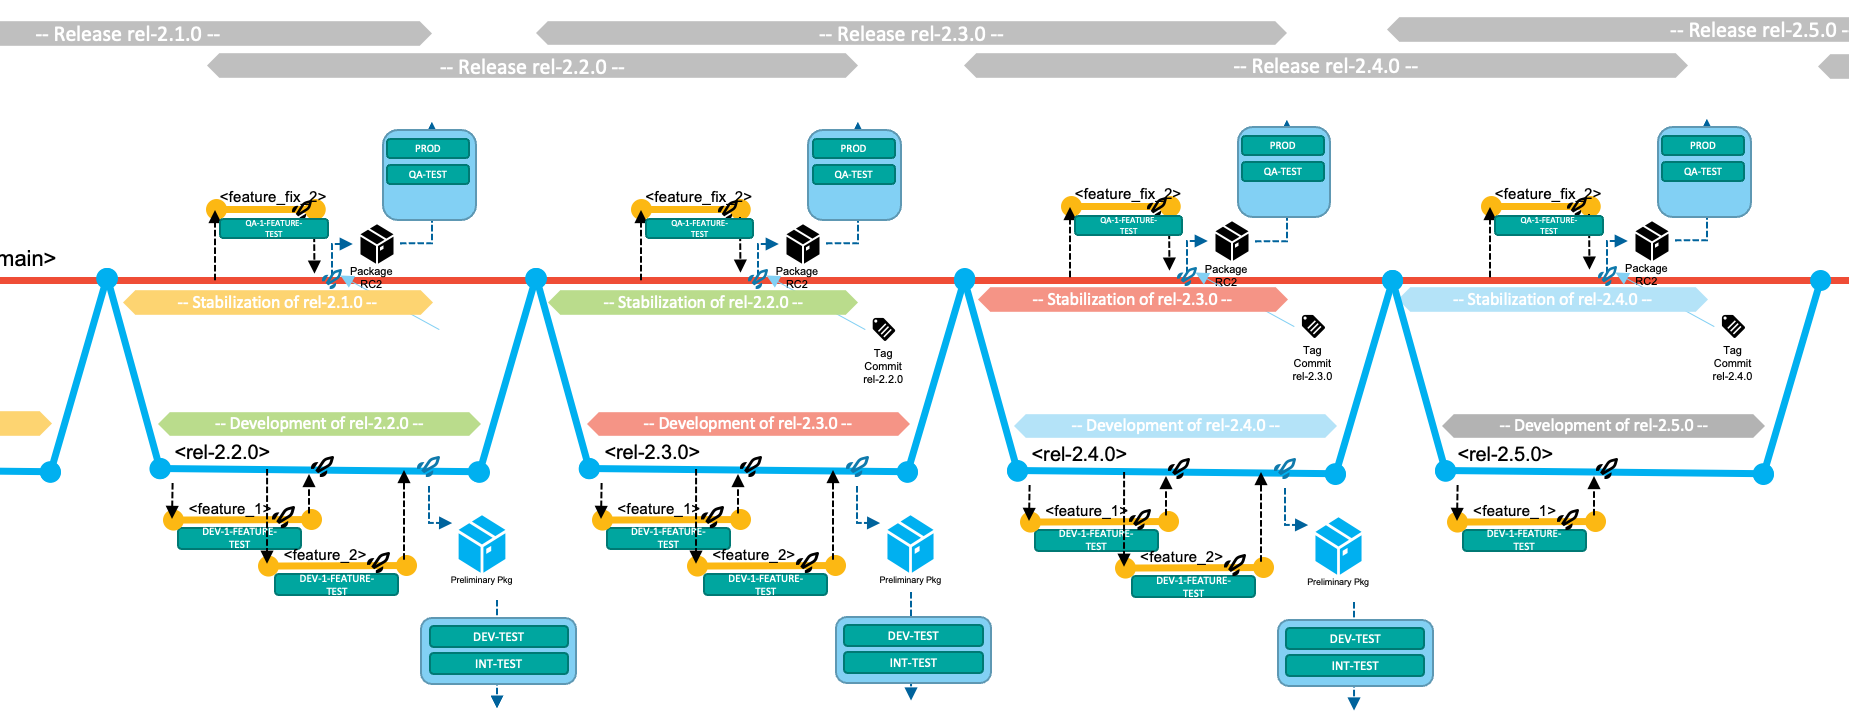 -- Release rel-2.1.0 --
-- Release rel-2.3.0 --
-- Release rel-2.5.0 -
-- Release rel-2.2.0 --
-- Release rel-2.4.0 --
PROD
QA-TEST
PROD
QA-TEST
PROD
QA-TEST
PROD
QA-TEST
<feature_fix_2>
QA-1-FEATURE-
TEST
<feature_fix_2>
QA-1-FEATURE-
TEST
<feature_fix_2>
QA-1-FEATURE-
TEST
<feature_fix_2>
QA-1-FEATURE-
TEST
main>
Package
RC2
Package
RC2
Package
RC2
Package
RC2
-- Stabilization of rel-2.1.0 --
-- Stabilization of rel-2.2.0 --
-- Stabilization of rel-2.3.0 --
-- Stabilization of rel-2.4.0 --
Tag
Commit
rel-2.2.0
Tag
Commit
rel-2.3.0
Tag
Commit
rel-2.4.0
-- Development of rel-2.2.0 --
-- Development of rel-2.3.0 --
-- Development of rel-2.4.0 --
-- Development of rel-2.5.0 --
<rel-2.2.0>
<rel-2.3.0>
<rel-2.4.0>
<rel-2.5.0>
<feature_1>
DEV-1-FEATURE-
TEST
<feature_2>
DEV-1-FEATURE-
TEST
<feature_1>
DEV-1-FEATURE-
TEST
<feature_2>
DEV-1-FEATURE-
TEST
<feature_1>
DEV-1-FEATURE-
TEST
<feature_2>
DEV-1-FEATURE-
TEST
<feature_1>
DEV-1-FEATURE-
TEST
Preliminary Pkg
Preliminary Pkg
Preliminary Pkg
DEV-TEST
INT-TEST
DEV-TEST
INT-TEST
DEV-TEST
INT-TEST